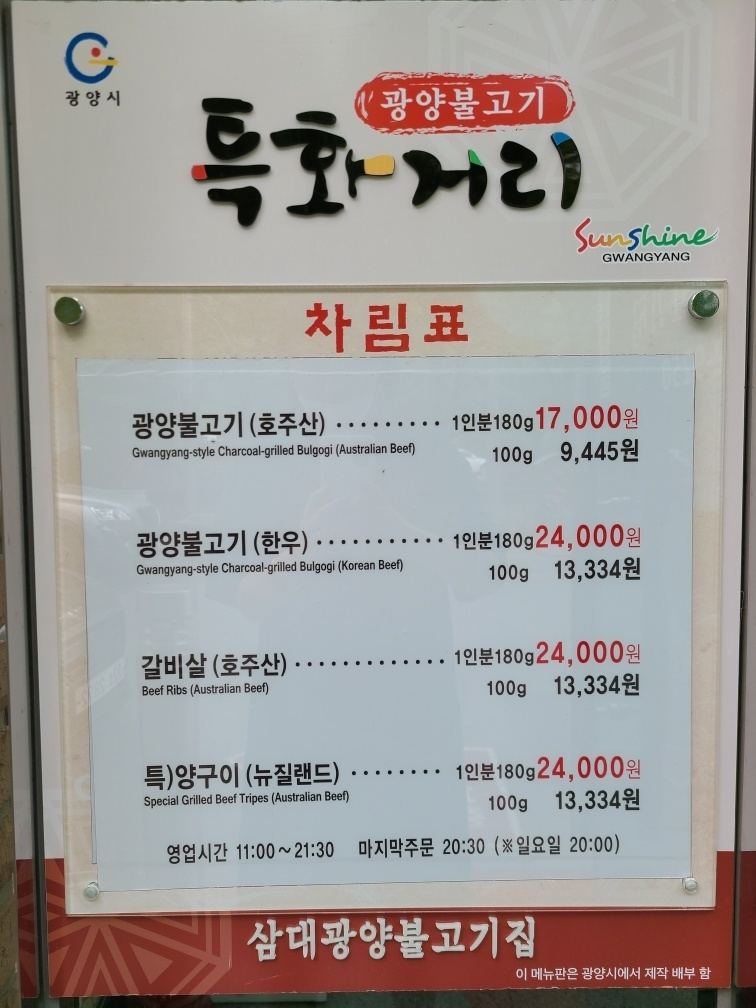 광양시
광양불고기
특화거리
Sunshine
GWANGYANG
차림표
광양불고기 (호주산) ········· 1인분180g 17,000원
Gwangyang-style Charcoal-grilled Bulgogi (Australian Beef) 100g 9,445원
광양불고기 (한우) ··········· 1인분180g 24,000원
Gwangyang-style Charcoal-grilled Bulgogi (Korean Beef) 100g 13,334원
갈비살 (호주산) ············· 1인분180g 24,000원
Beef Ribs (Australian Beef) 100g 13,334원
특)양구이 (뉴질랜드) ········ 1인분180g 24,000원
Special Grilled Beef Tripes (Australian Beef) 100g 13,334원
영업시간 11:00~21:30 마지막주문 20:30 (※일요일 20:00)
삼대광양불고기집
이 메뉴판은 광양시에서 제작 배부 함